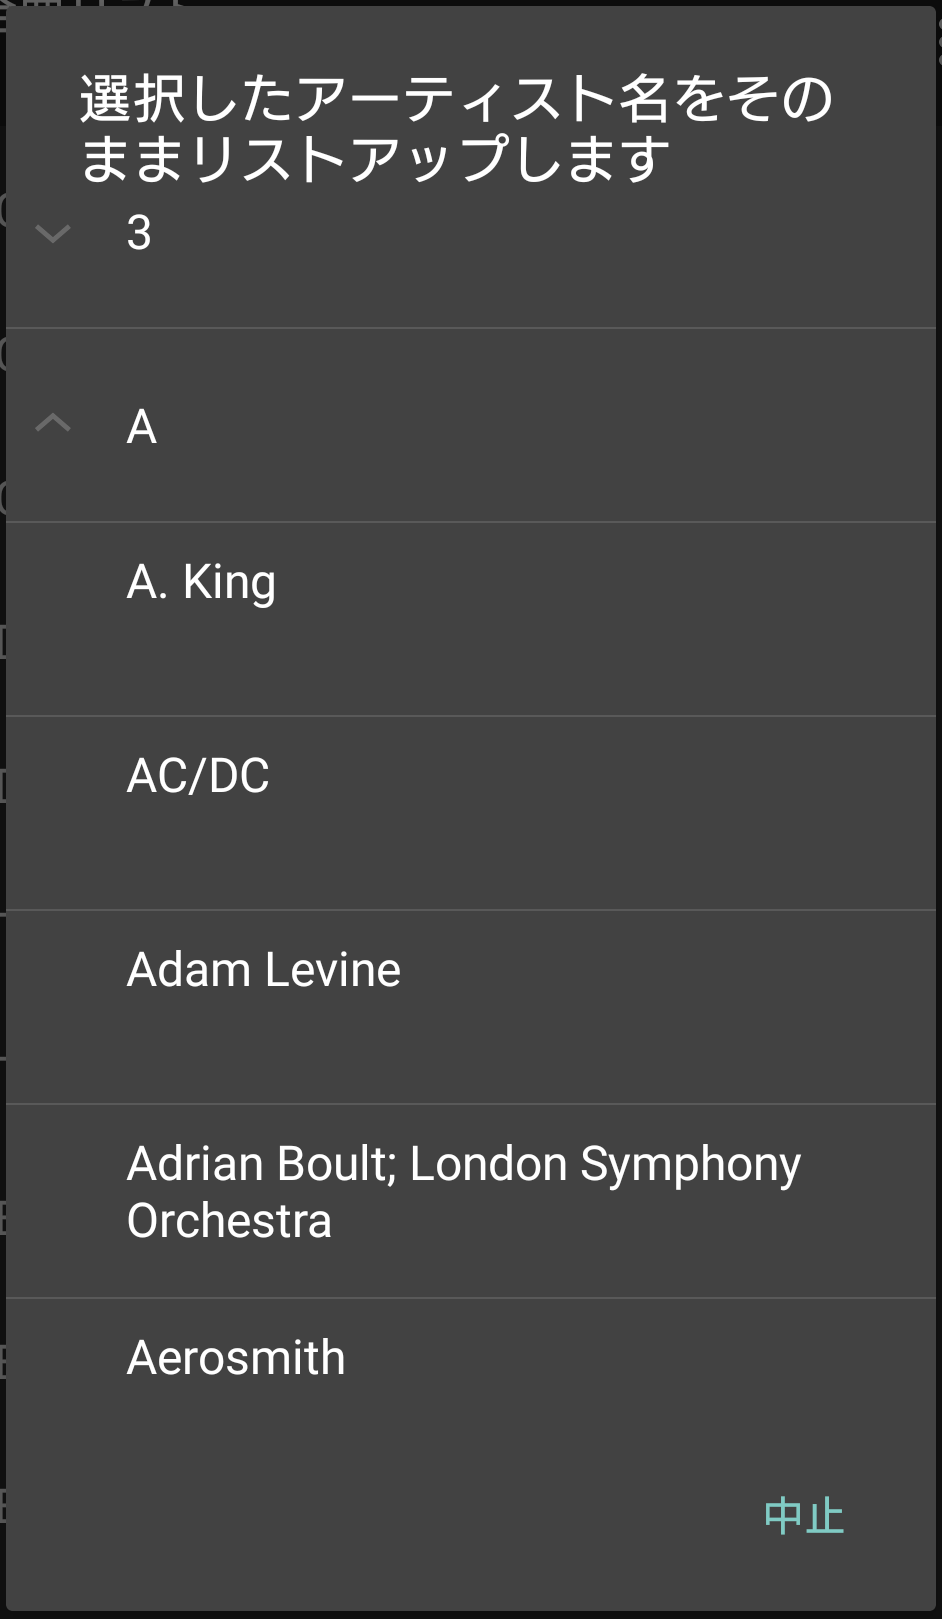 選択したアーティスト名をその
ままリストアップします
3
A
A. King
AC/DC
Adam Levine
Adrian Boult; London Symphony
Orchestra
Aerosmith
中止